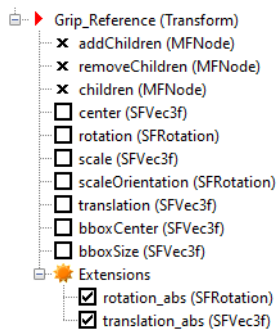 Grip_Reference (Transform)
addChildren (MFNode)
removeChildren (MFNode)
children (MFNode)
center (SFVec3f)
rotation (SFRotation)
scale (SFVec3f)
scaleOrientation (SFRotation)
translation (SFVec3f)
bboxCenter (SFVec3f)
bboxSize (SFVec3f)
Extensions
rotation_abs (SFRotation)
translation_abs (SFVec3f)